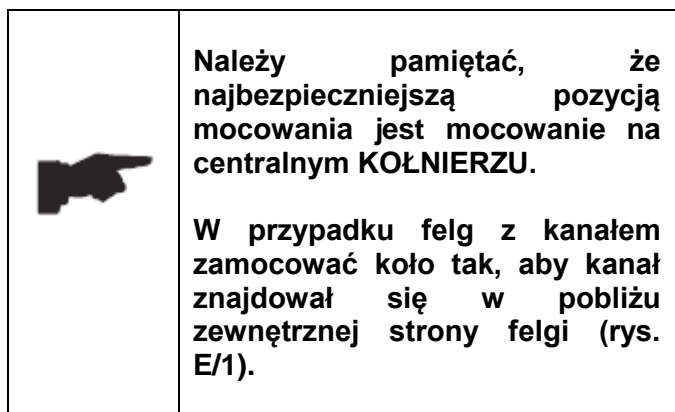 Należy pamiętać, że
najbezpieczniejszą pozycją
mocowania jest mocowanie na
centralnym KOŁNIERZU.
W przypadku felg z kanałem
zamocować koło tak, aby kanał
znajdował się w pobliżu
zewnętrznej strony felgi (rys.
E/1).